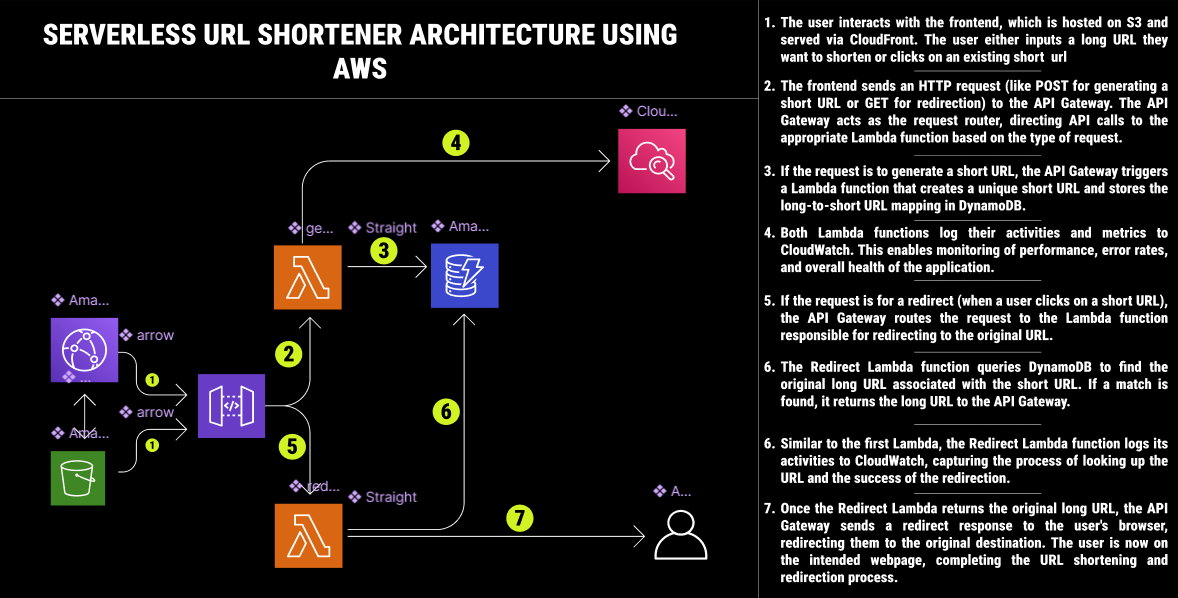 SERVERLESS URL SHORTENER ARCHITECTURE USING
AWS
Clou...
4
ge...
Straight
Ama...
3
Ama...
arrow
1
2
...
arrow
1
Ama...
5
6
red...
Straight
A...
7
1. The user interacts with the frontend, which is hosted on S3 and
served via CloudFront. The user either inputs a long URL they
want to shorten or clicks on an existing short url
2. The frontend sends an HTTP request (like POST for generating a
short URL or GET for redirection) to the API Gateway. The API
Gateway acts as the request router, directing API calls to the
appropriate Lambda function based on the type of request.
3. If the request is to generate a short URL, the API Gateway triggers
a Lambda function that creates a unique short URL and stores the
long-to-short URL mapping in DynamoDB.
4. Both Lambda functions log their activities and metrics to
CloudWatch. This enables monitoring of performance, error rates,
and overall health of the application.
5. If the request is for a redirect (when a user clicks on a short URL),
the API Gateway routes the request to the Lambda function
responsible for redirecting to the original URL.
6. The Redirect Lambda function queries DynamoDB to find the
original long URL associated with the short URL. If a match is
found, it returns the long URL to the API Gateway.
6. Similar to the first Lambda, the Redirect Lambda function logs its
activities to CloudWatch, capturing the process of looking up the
URL and the success of the redirection.
7. Once the Redirect Lambda returns the original long URL, the API
Gateway sends a redirect response to the user's browser,
redirecting them to the original destination. The user is now on
the intended webpage, completing the URL shortening and
redirection process.